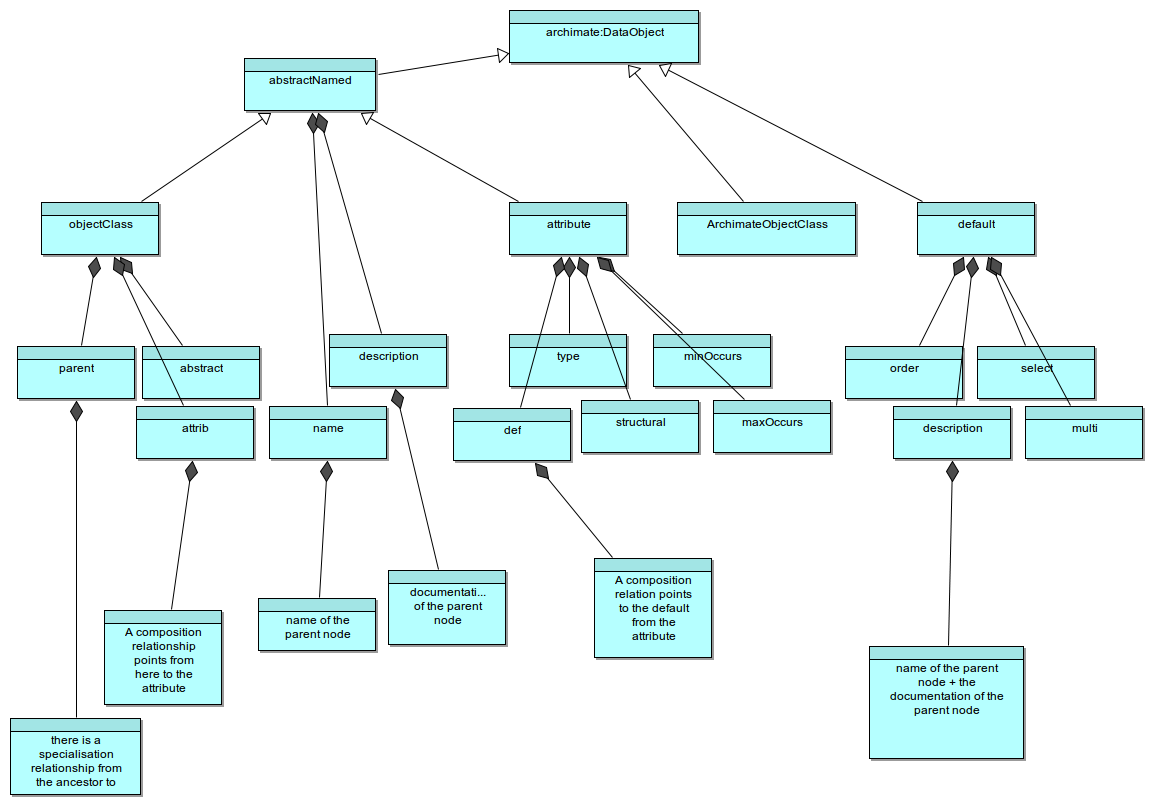 archimate:DataObject
abstractNamed
objectClass
attribute
ArchimateObjectClass
default
description
type
minOccurs
parent
abstract
order
select
structural
maxOccurs
attrib
name
def
description
multi
A composition
relation points
to the default
from the
attribute
documentati...
of the parent
node
name of the
parent node
A composition
relationship
points from
here to the
attribute
name of the parent
node + the
documentation of the
parent node
there is a
specialisation
relationship from
the ancestor to